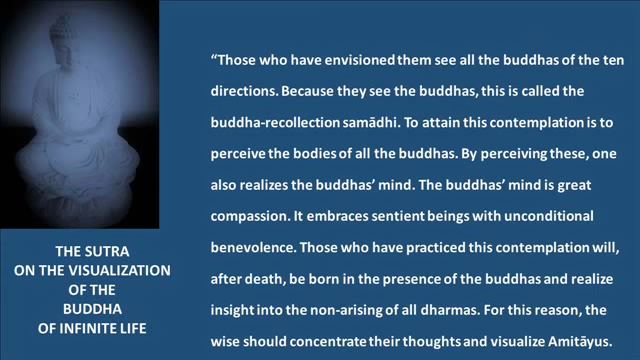 “Those who have envisioned them see all the buddhas of the ten
directions. Because they see the buddhas, this is called the
buddha-recollection samādhi. To attain this contemplation is to
perceive the bodies of all the buddhas. By perceiving these, one
also realizes the buddhas’ mind. The buddhas’ mind is great
compassion. It embraces sentient beings with unconditional
benevolence. Those who have practiced this contemplation will,
after death, be born in the presence of the buddhas and realize
insight into the non-arising of all dharmas. For this reason, the
wise should concentrate their thoughts and visualize Amitāyus.
THE SUTRA
ON THE VISUALIZATION
OF THE
BUDDHA
OF INFINITE LIFE